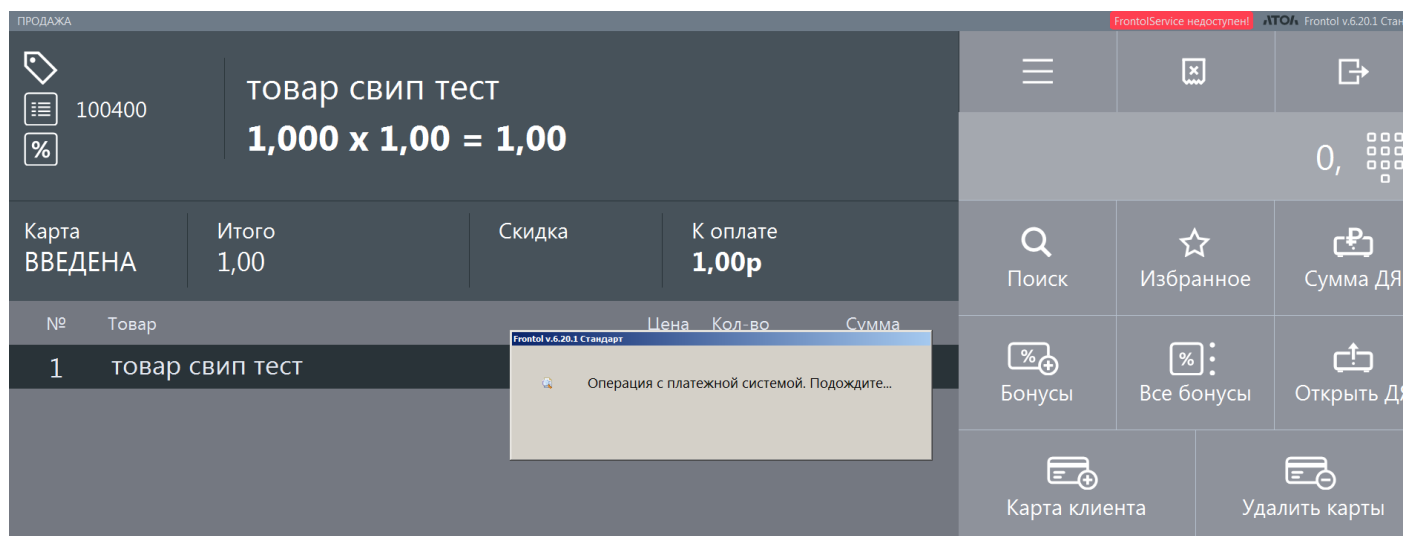 ПРОДАЖА
FrontolService недоступен!
АТОЛ Frontol v.6.20.1 Стан
товар свип тест
100400
1,000 x 1,00 = 1,00
%
0,
Карта
Итого
Скидка
К оплате
ВВЕДЕНА
1,00
1,00р
Поиск
Избранное
Сумма ДЯ
№ Товар Цена Кол-во Сумма
1 товар свип тест
Frontol v.6.20.1 Стандарт
Операция с платежной системой. Подождите...
%
%
Бонусы
Все бонусы
Открыть ДЯ
Карта клиента
Удалить карты